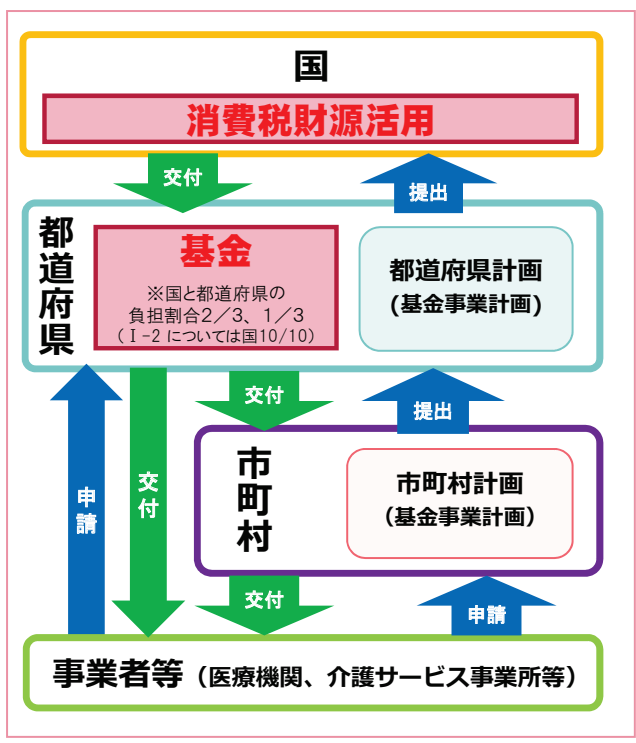 国
消費税財源活用
交付
提出
都道府県
基金
※国と都道府県の
負担割合2／3、1／3
(Ⅰ-2 については国10/10)
都道府県計画
(基金事業計画)
交付
提出
申請
交付
市町村
市町村計画
（基金事業計画）
交付
申請
事業者等（医療機関、介護サービス事業所等）